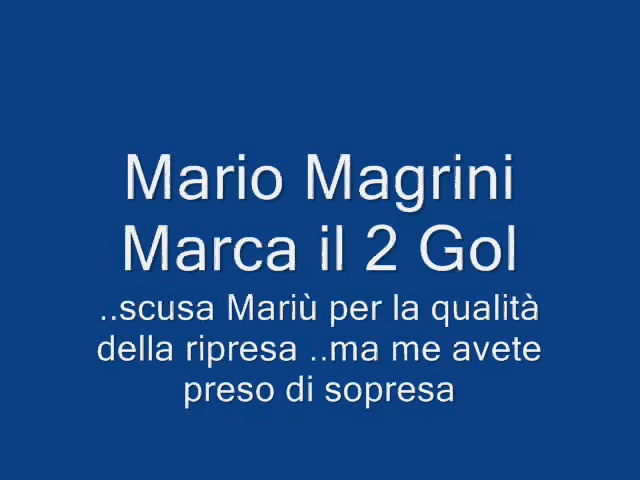 Mario Magrini
Marca il 2 Gol
..scusa Mariù per la qualità
della ripresa ..ma me avete
preso di sopresa